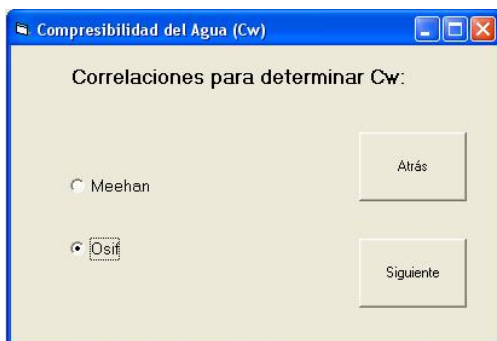 Compresibilidad del Agua (Cw)
Correlaciones para determinar Cw:
Atrás
Meehan
Osif
Siguiente